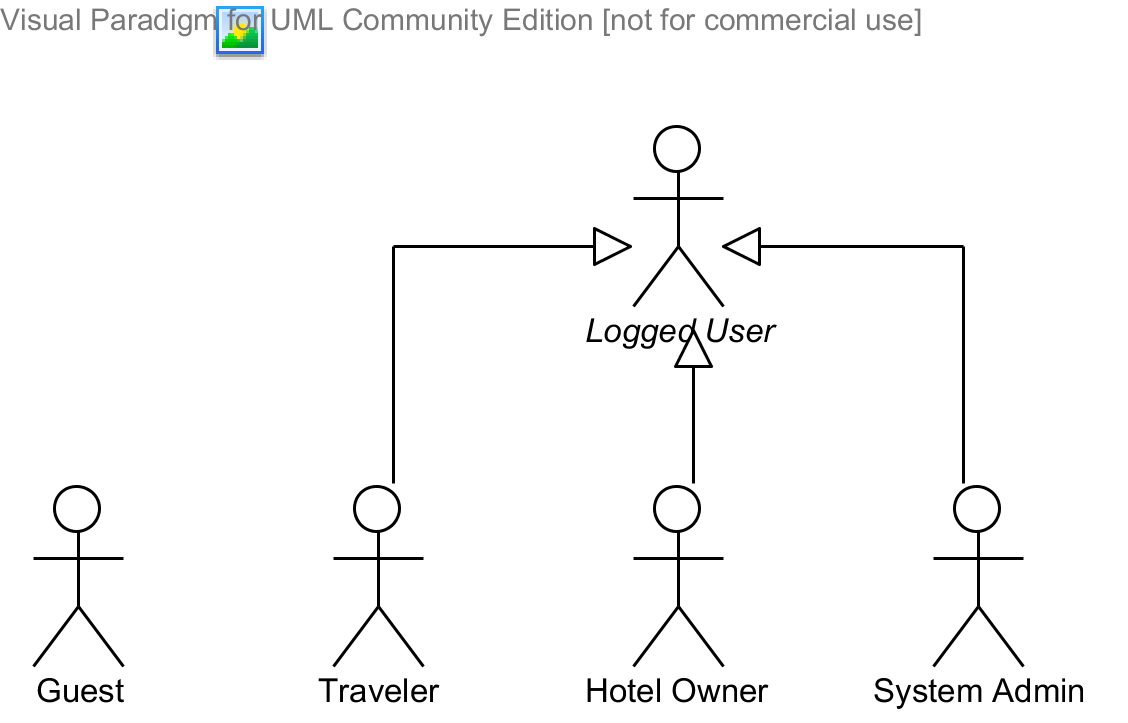 Visual Paradigm for UML Community Edition [not for commercial use]
Logged User
Guest
Traveler
Hotel Owner
System Admin